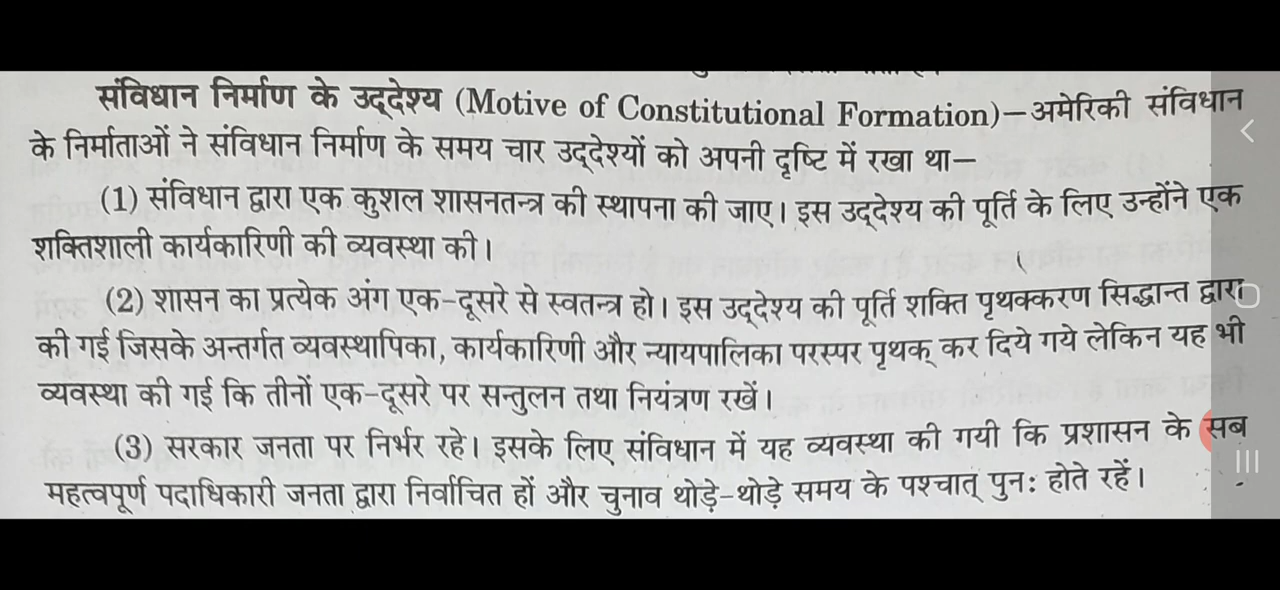 संविधान निर्माण के उद्देश्य (Motive of Constitutional Formation)—अमेरिकी संविधान
के निर्माताओं ने संविधान निर्माण के समय चार उद्देश्यों को अपनी दृष्टि में रखा था—
(1) संविधान द्वारा एक कुशल शासनतन्त्र की स्थापना की जाए। इस उद्देश्य की पूर्ति के लिए उन्होंने एक
शक्तिशाली कार्यकारिणी की व्यवस्था की।
(2) शासन का प्रत्येक अंग एक-दूसरे से स्वतन्त्र हो। इस उद्देश्य की पूर्ति शक्ति पृथक्करण सिद्धान्त द्वारा
की गई जिसके अन्तर्गत व्यवस्थापिका, कार्यकारिणी और न्यायपालिका परस्पर पृथक् कर दिये गये लेकिन यह भी
व्यवस्था की गई कि तीनों एक-दूसरे पर सन्तुलन तथा नियंत्रण रखें।
(3) सरकार जनता पर निर्भर रहे। इसके लिए संविधान में यह व्यवस्था की गयी कि प्रशासन के सब
महत्वपूर्ण पदाधिकारी जनता द्वारा निर्वाचित हों और चुनाव थोड़े-थोड़े समय के पश्चात् पुनः होते रहें।